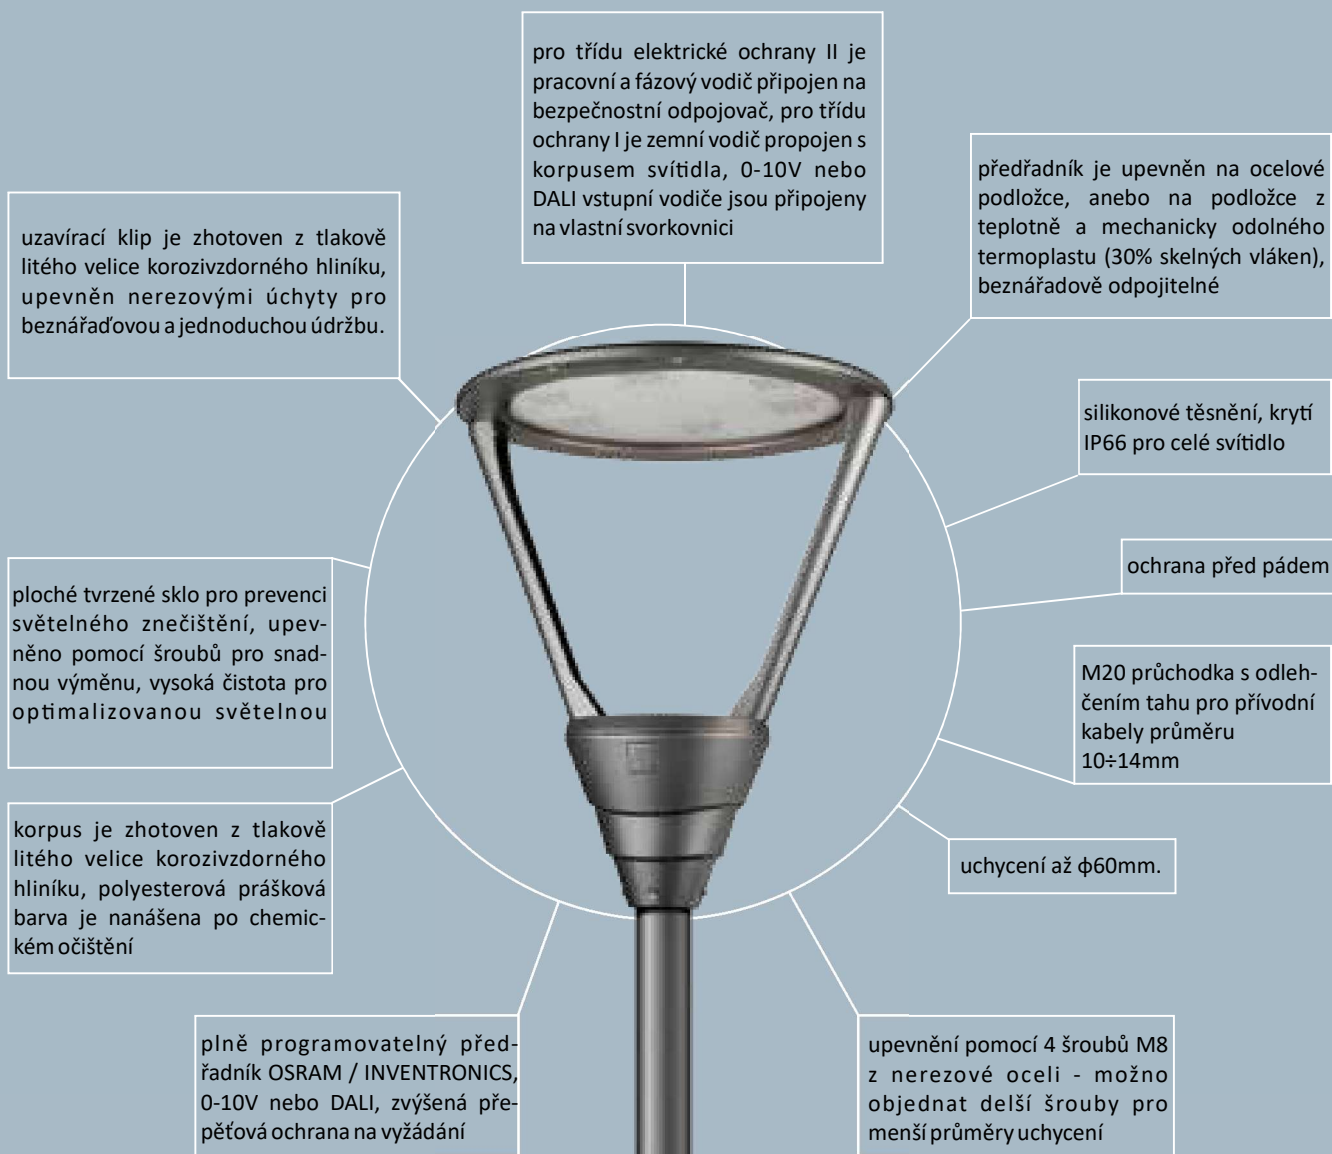 pro třídu elektrické ochrany II je
pracovní a fázový vodič připojen na
bezpečnostní odpojovač, pro třídu
ochrany I je zemní vodič propojen s
korpusem svítidla, 0-10V nebo
DALI vstupní vodiče jsou připojeny
na vlastní svorkovnici
předřadník je upevněn na ocelové
podložce, anebo na podložce z
teplotně a mechanicky odolného
termoplastu (30% skelných vláken),
beznářadově odpojitelné
uzavírací klip je zhotoven z tlakově
litého velice korozivzdorného hliníku,
upevněn nerezovými úchyty pro
beznářaďovou a jednoduchou údržbu.
silikonové těsnění, krytí
IP66 pro celé svítidlo
ochrana před pádem
ploché tvrzené sklo pro prevenci
světelného znečištění, upev-
něno pomocí šroubů pro snad-
nou výměnu, vysoká čistota pro
optimalizovanou světelnou
M20 průchodka s odleh-
čením tahu pro přívodní
kabely průměru
10÷14mm
korpus je zhotoven z tlakově
litého velice korozivzdorného
hliníku, polyesterová prášková
barva je nanášena po chemic-
kém očištění
uchycení až ϕ60mm.
plně programovatelný před-
řadník OSRAM / INVENTRONICS,
0-10V nebo DALI, zvýšená pře-
pěťová ochrana na vyžádání
upevnění pomocí 4 šroubů M8
z nerezové oceli - možno
objednat delší šrouby pro
menší průměry uchycení